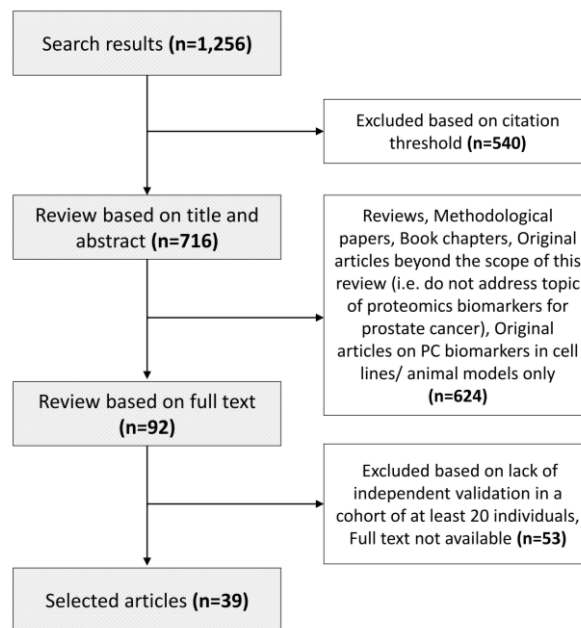 Search results (n=1,256)
Excluded based on citation
threshold (n=540)
Review based on title and
abstract (n=716)
Reviews, Methodological
papers, Book chapters, Original
articles beyond the scope of this
review (i.e. do not address topic
of proteomics biomarkers for
prostate cancer), Original
articles on PC biomarkers in cell
lines/ animal models only
(n=624)
Review based on full text
(n=92)
Excluded based on lack of
independent validation in a
cohort of at least 20 individuals,
Full text not available (n=53)
Selected articles (n=39)